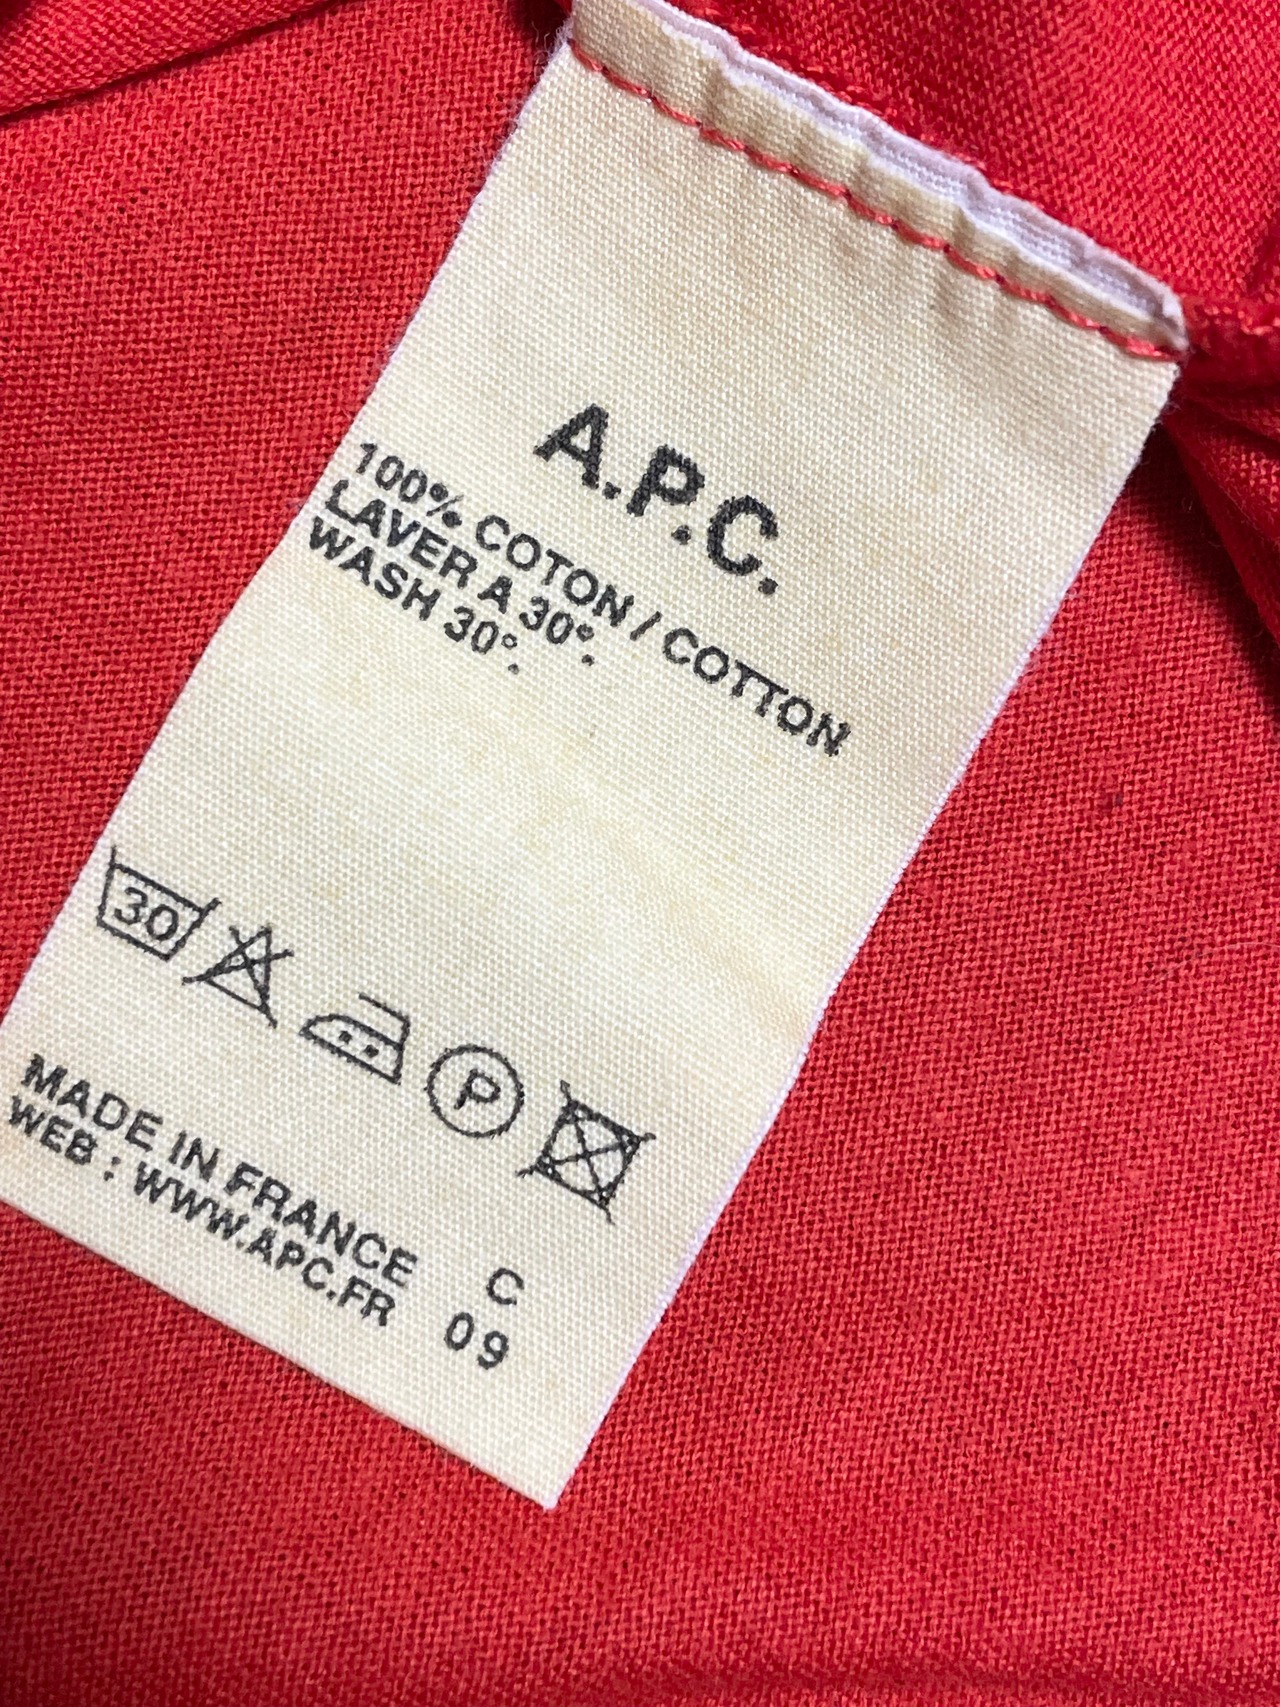 A.P.C.
100% COTON / COTTON
LAVER A 30°.
WASH 30°.
30
P
MADE IN FRANCE C
WEB : WWW.APC.FR 09